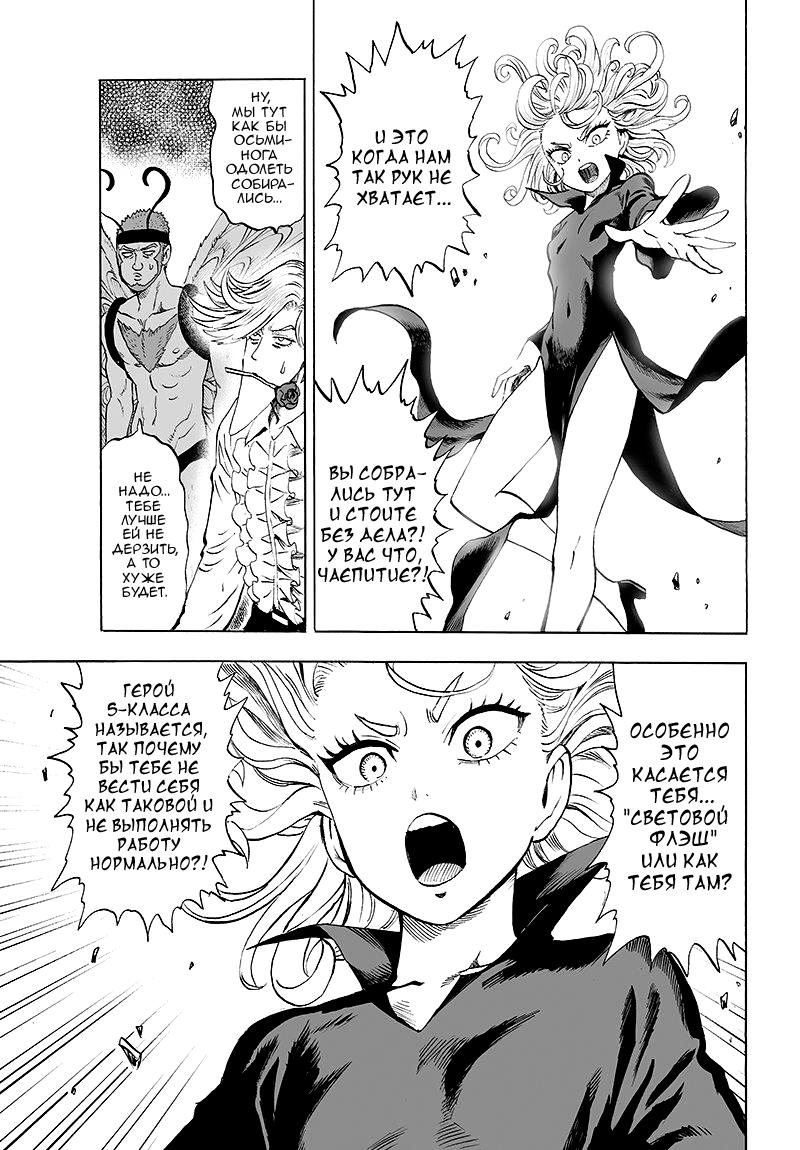 И ЭТО
КОГДА НАМ
ТАК РУК НЕ
ХВАТАЕТ...
ВЫ СОБРА-
ЛИСЬ ТУТ
И СТОИТЕ
БЕЗ ДЕЛА?!
У ВАС ЧТО,
ЧАЕПИТИЕ?!
НУ,
МЫ ТУТ
КАК БЫ
ОСЬМИ-
НОГА
ОДОЛЕТЬ
СОБИРА-
ЛИСЬ...
НЕ
НАДО...
ТЕБЕ
ЛУЧШЕ
ЕЙ НЕ
ДЕРЗИТЬ,
А ТО
ХУЖЕ
БУДЕТ.
ОСОБЕННО
ЭТО
КАСАЕТСЯ
ТЕБЯ...
"СВЕТОВОЙ
ФЛЭШ"
ИЛИ КАК
ТЕБЯ ТАМ?
ГЕРОЙ
S-КЛАССА
НАЗЫВАЕТСЯ,
ТАК ПОЧЕМУ
БЫ ТЕБЕ НЕ
ВЕСТИ СЕБЯ
КАК ТАКОВОЙ И
НЕ ВЫПОЛНЯТЬ
РАБОТУ
НОРМАЛЬНО?!